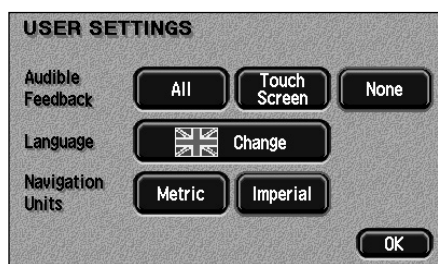 USER SETTINGS
Audible
Feedback
All
Touch
Screen
None
Language
Change
Navigation
Units
Metric
Imperial
OK